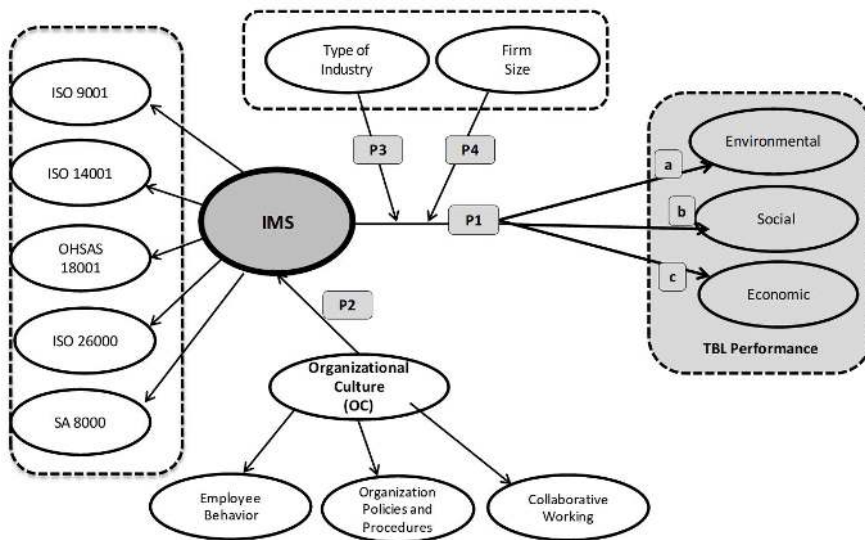 ISO 9001
ISO 14001
OHSAS
18001
ISO 26000
SA 8000
Type of
Industry
Firm
Size
P3
P4
IMS
P1
a
b
c
Environmental
Social
Economic
TBL Performance
P2
Organizational
Culture
(OC)
Employee
Behavior
Organization
Policies and
Procedures
Collaborative
Working